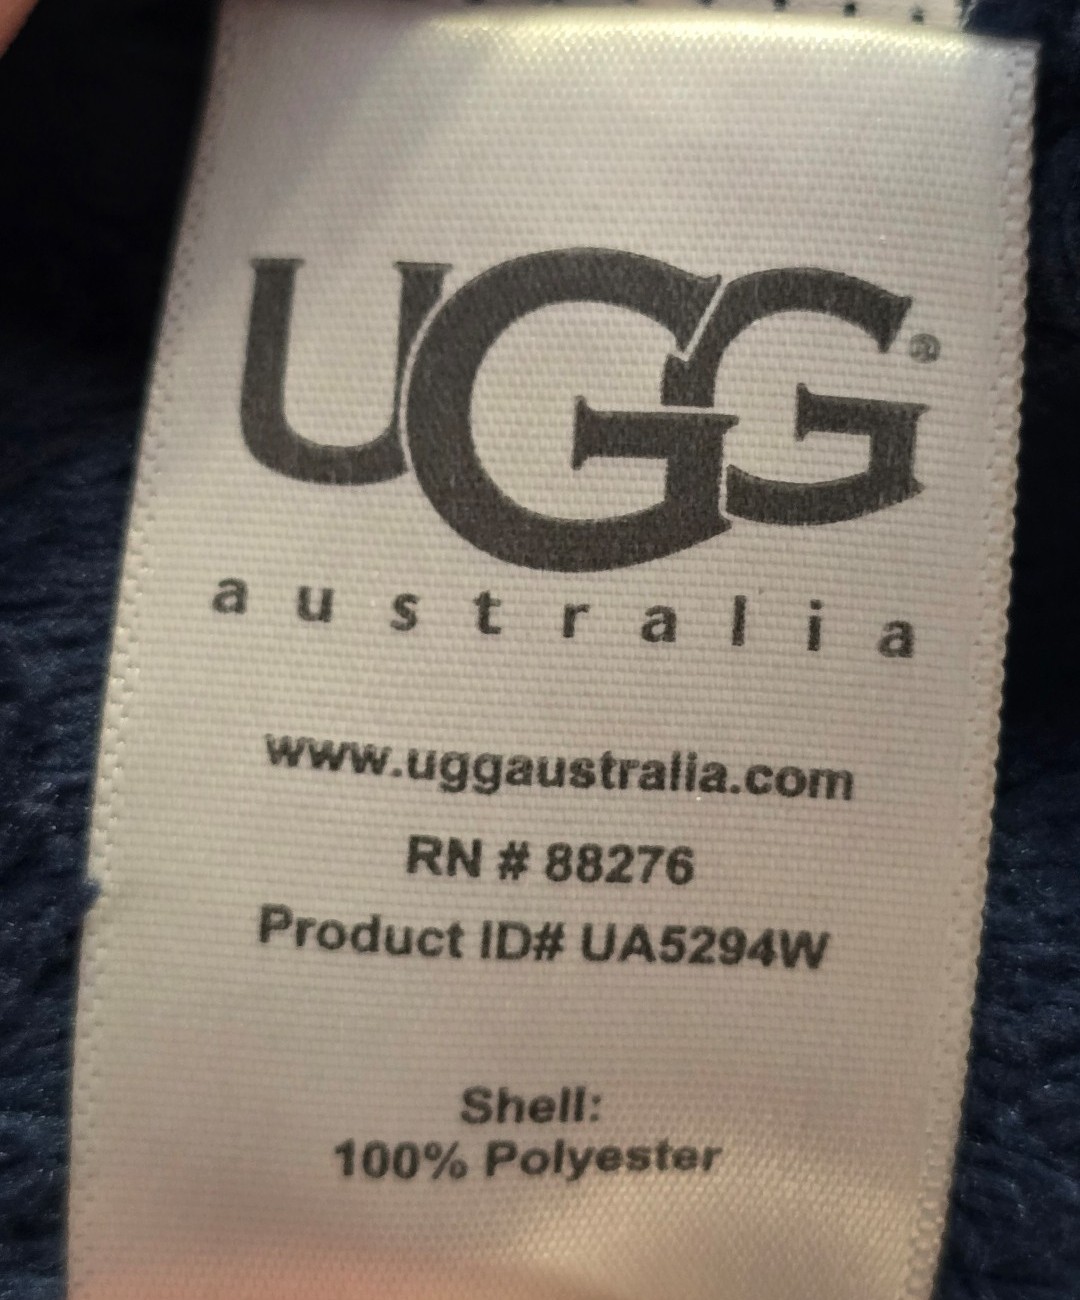 UGG®
australia
www.uggaustralia.com
RN # 88276
Product ID# UA5294W
Shell:
100% Polyester